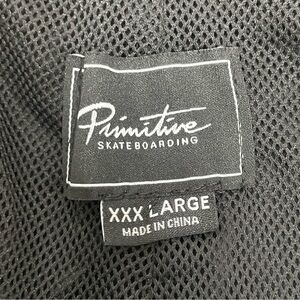 Primitive
SKATEBOARDING
XXX LARGE
MADE IN CHINA